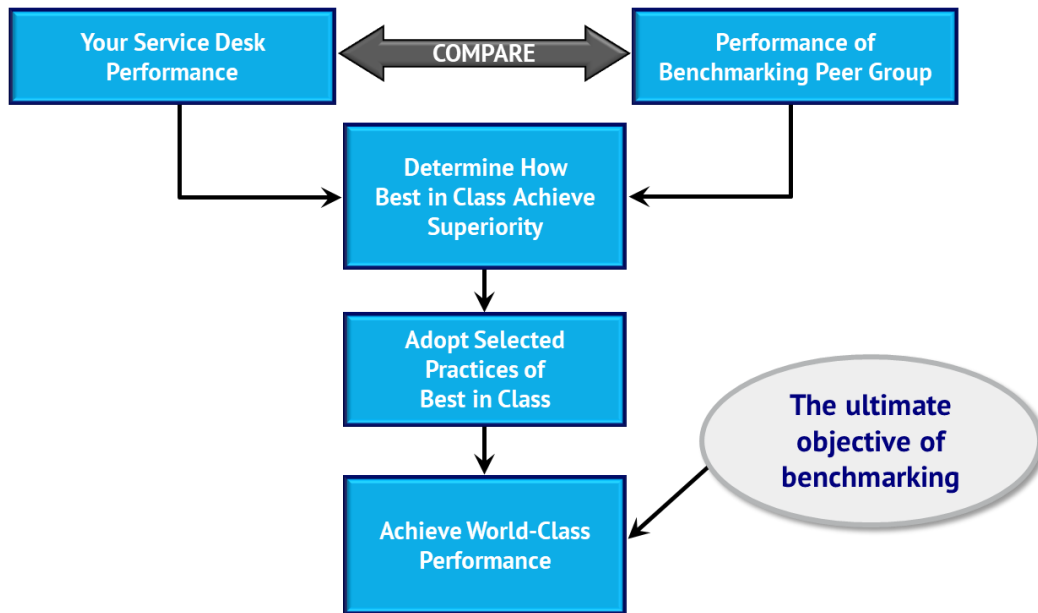 Your Service Desk
Performance
COMPARE
Performance of
Benchmarking Peer Group
Determine How
Best in Class Achieve
Superiority
Adopt Selected
Practices of
Best in Class
The ultimate
objective of
benchmarking
Achieve World-Class
Performance